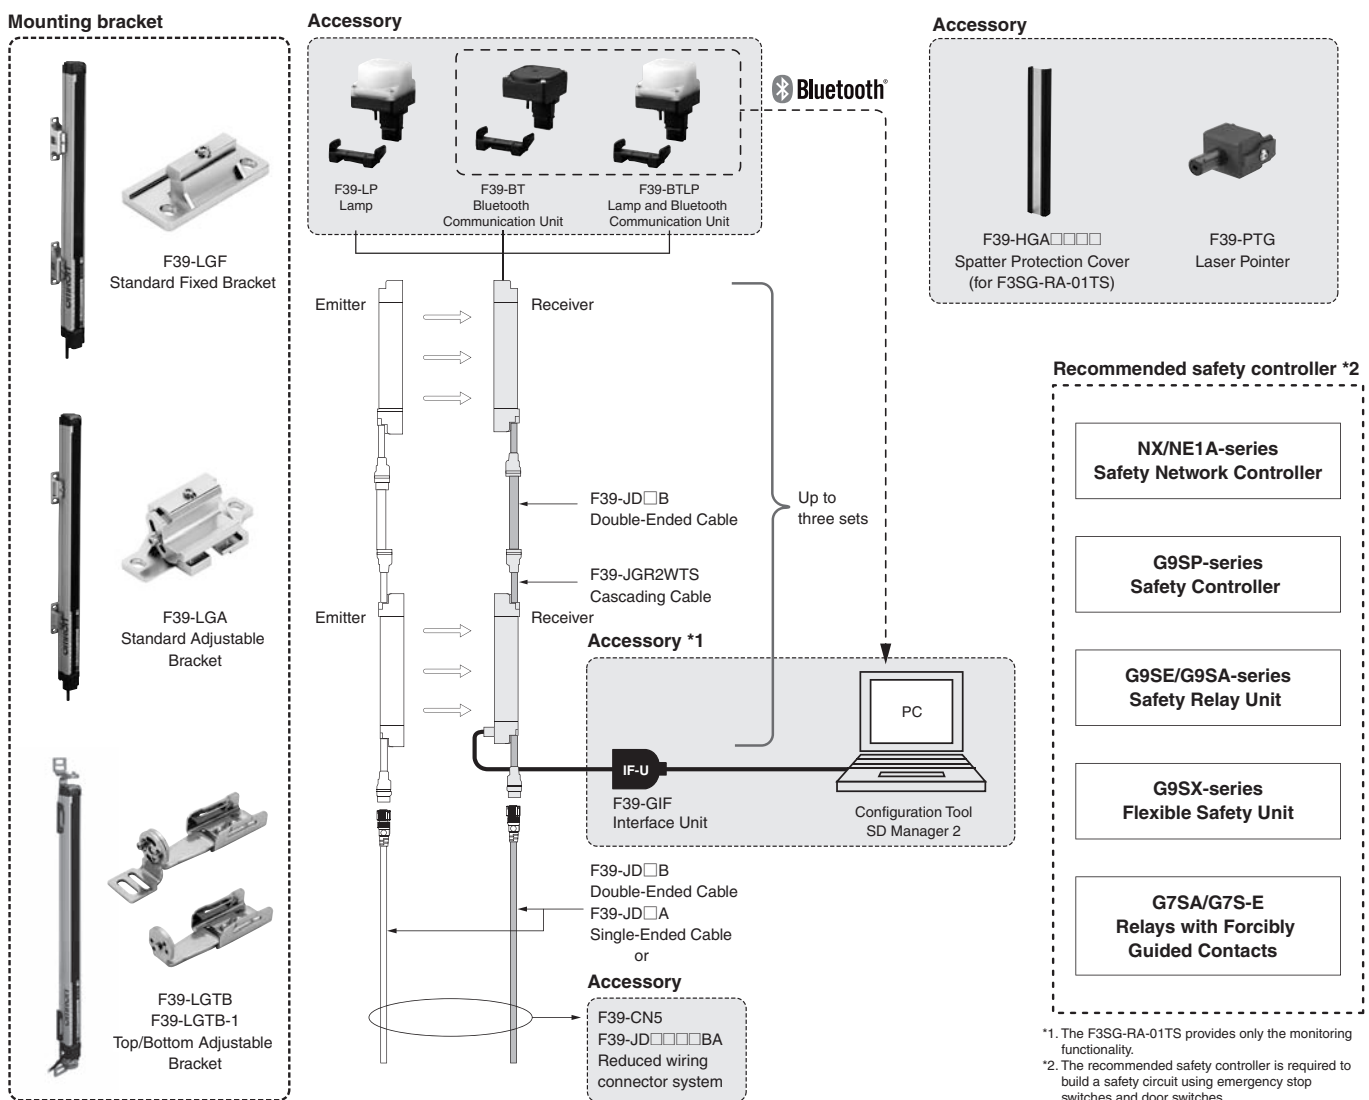 Mounting bracket
F39-LGF
Standard Fixed Bracket
F39-LGA
Standard Adjustable
Bracket
F39-LGTB
F39-LGTB-1
Top/Bottom Adjustable
Bracket
Accessory
F39-LP
Lamp
F39-BT
Bluetooth
Communication Unit
F39-BTLP
Lamp and Bluetooth
Communication Unit
Bluetooth®
Accessory
F39-HGA□□□□
Spatter Protection Cover
(for F3SG-RA-01TS)
F39-PTG
Laser Pointer
Emitter
Receiver
F39-JD□B
Double-Ended Cable
Up to
three sets
F39-JGR2WTS
Cascading Cable
Emitter
Receiver
Accessory *1
PC
IF-U
F39-GIF
Interface Unit
Configuration Tool
SD Manager 2
F39-JD□B
Double-Ended Cable
F39-JD□A
Single-Ended Cable
or
Accessory
F39-CN5
F39-JD□□□□BA
Reduced wiring
connector system
Recommended safety controller *2
NX/NE1A-series
Safety Network Controller
G9SP-series
Safety Controller
G9SE/G9SA-series
Safety Relay Unit
G9SX-series
Flexible Safety Unit
G7SA/G7S-E
Relays with Forcibly
Guided Contacts
*1. The F3SG-RA-01TS provides only the monitoring
functionality.
*2. The recommended safety controller is required to
build a safety circuit using emergency stop
switches and door switches.
OMRON
OMRON